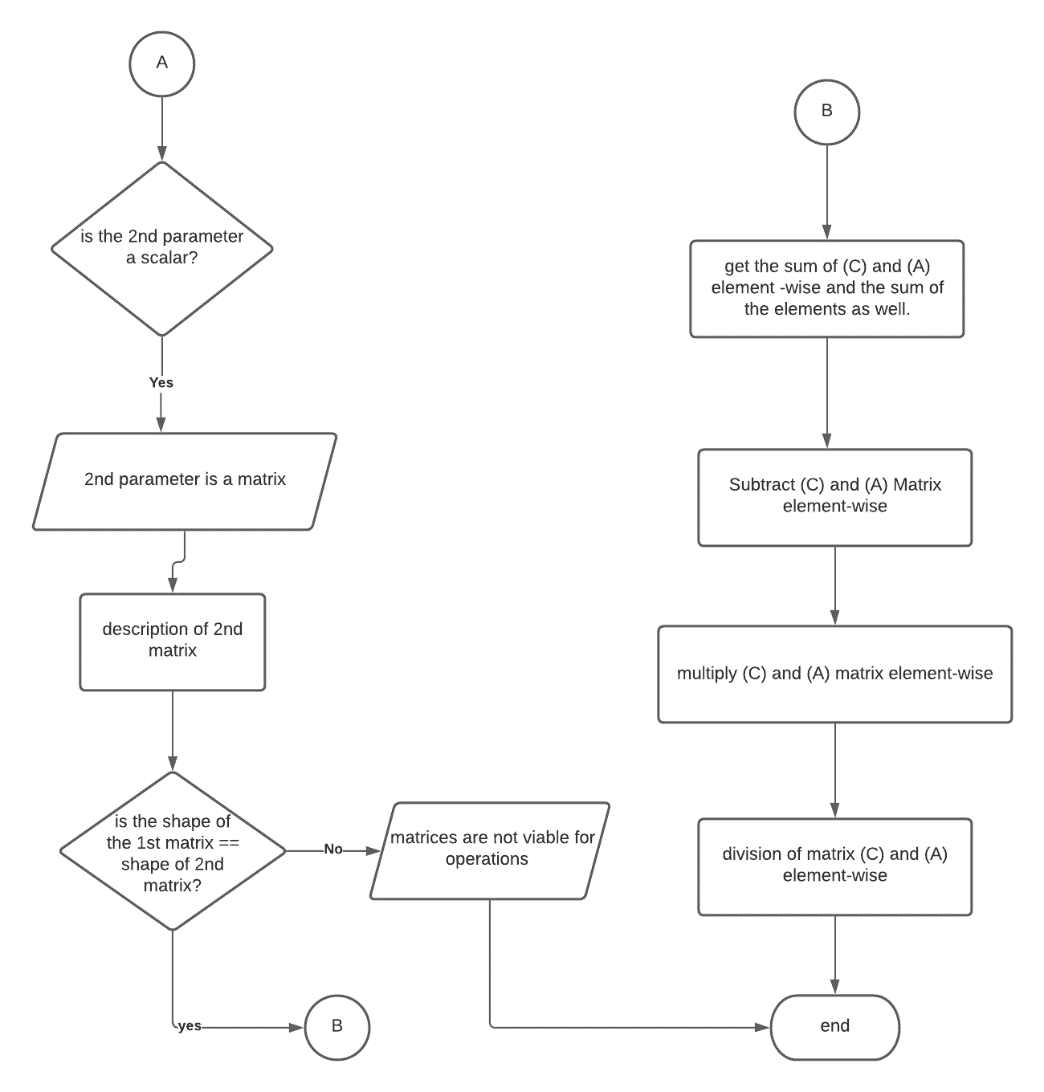 A
is the 2nd parameter
a scalar?
Yes
2nd parameter is a matrix
description of 2nd
matrix
is the shape of
the 1st matrix ==
shape of 2nd
matrix?
No
matrices are not viable for
operations
yes
B
B
get the sum of (C) and (A)
element -wise and the sum of
the elements as well.
Subtract (C) and (A) Matrix
element-wise
multiply (C) and (A) matrix element-wise
division of matrix (C) and (A)
element-wise
end